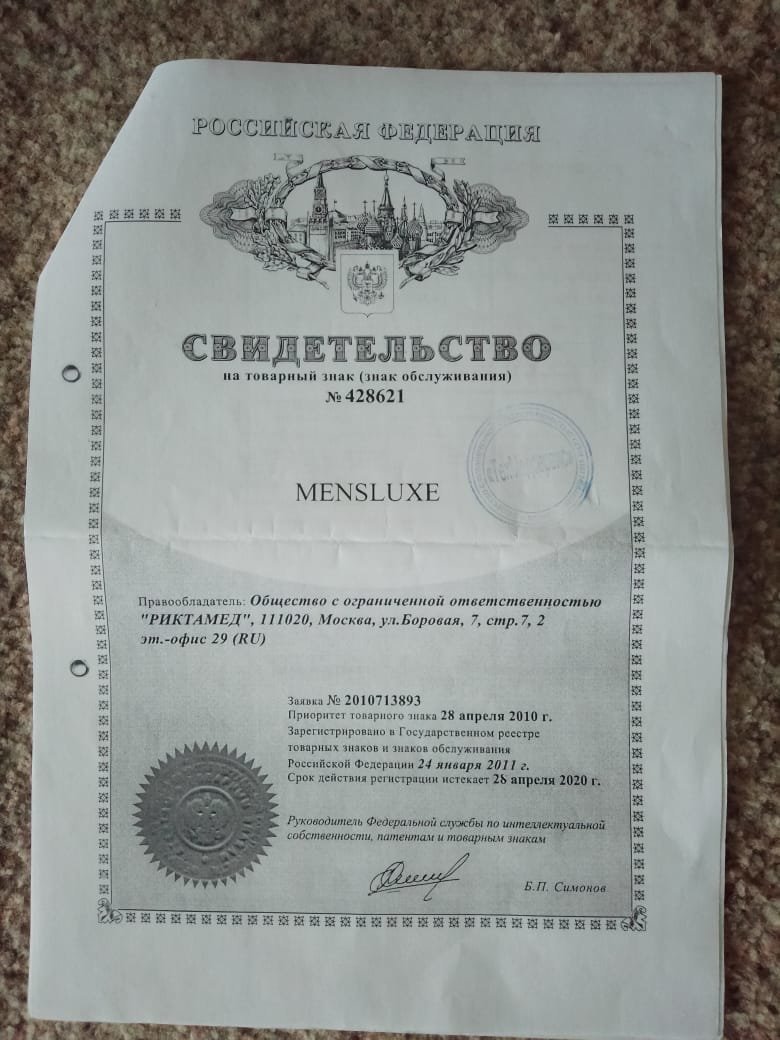 РОССИЙСКАЯ ФЕДЕРАЦИЯ
СВИДЕТЕЛЬСТВО
на товарный знак (знак обслуживания)
№ 428621
MENSLUXE
Правообладатель: Общество с ограниченной ответственностью
"РИКТАМЕД", 111020, Москва, ул.Боровая, 7, стр.7, 2
эт.-офис 29 (RU)
Заявка № 2010713893
Приоритет товарного знака 28 апреля 2010 г.
Зарегистрировано в Государственном реестре
товарных знаков и знаков обслуживания
Российской Федерации 24 января 2011 г.
Срок действия регистрации истекает 28 апреля 2020 г.
Руководитель Федеральной службы по интеллектуальной
собственности, патентам и товарным знакам
Б.П. Симонов